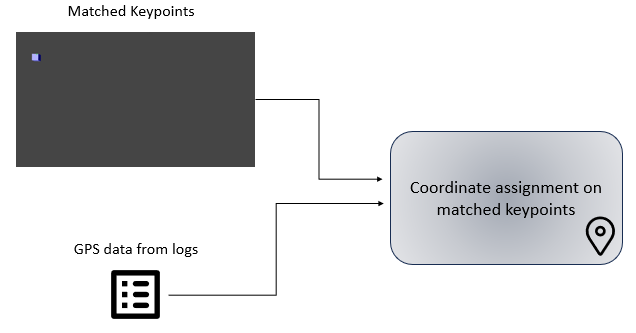 Matched Keypoints
Coordinate assignment on
matched keypoints
GPS data from logs